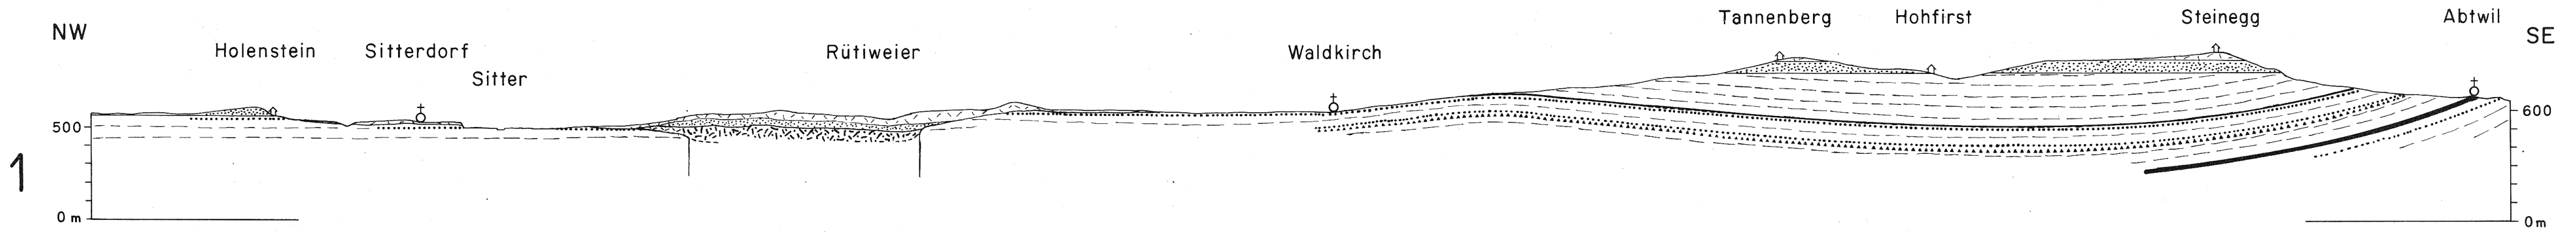 NW
Holenstein
Sitterdorf
Sitter
Rütiweier
Waldkirch
Tannenberg
Hohfirst
Steinegg
Abtwil
SE
500
600
1
0 m
0 m